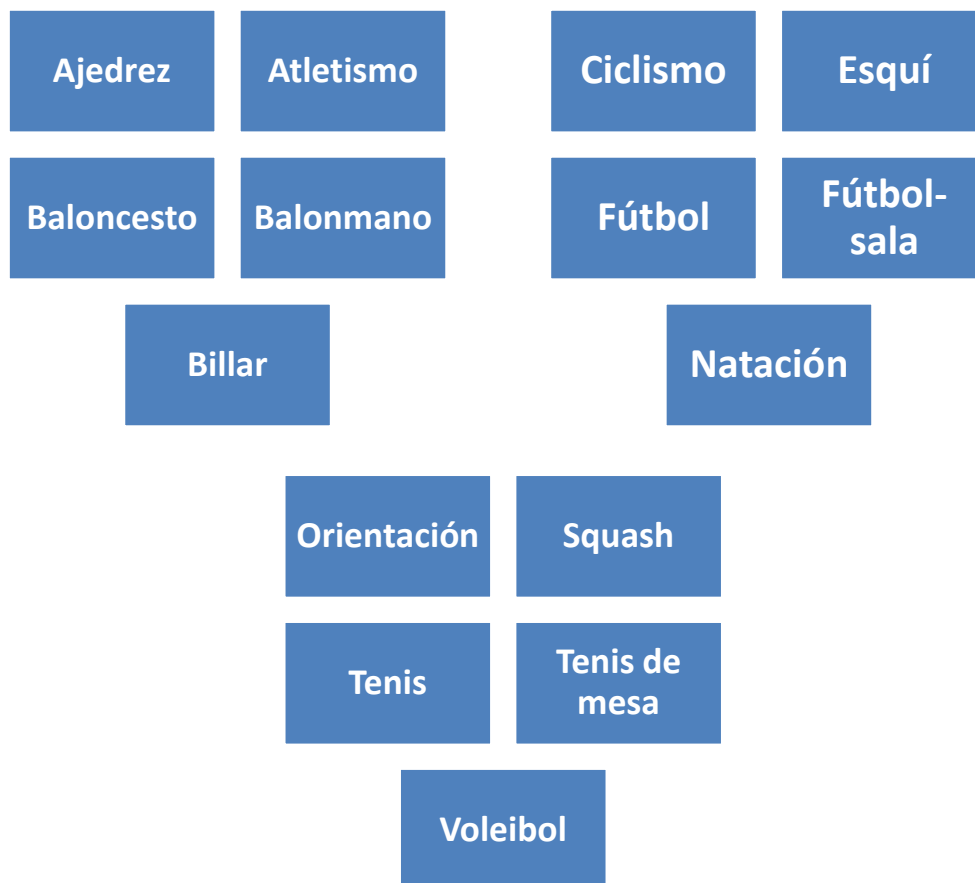 Ajedrez
Atletismo
Baloncesto
Balonmano
Billar
Ciclismo
Esquí
Fútbol
Fútbol-
sala
Natación
Orientación
Squash
Tenis
Tenis de
mesa
Voleibol